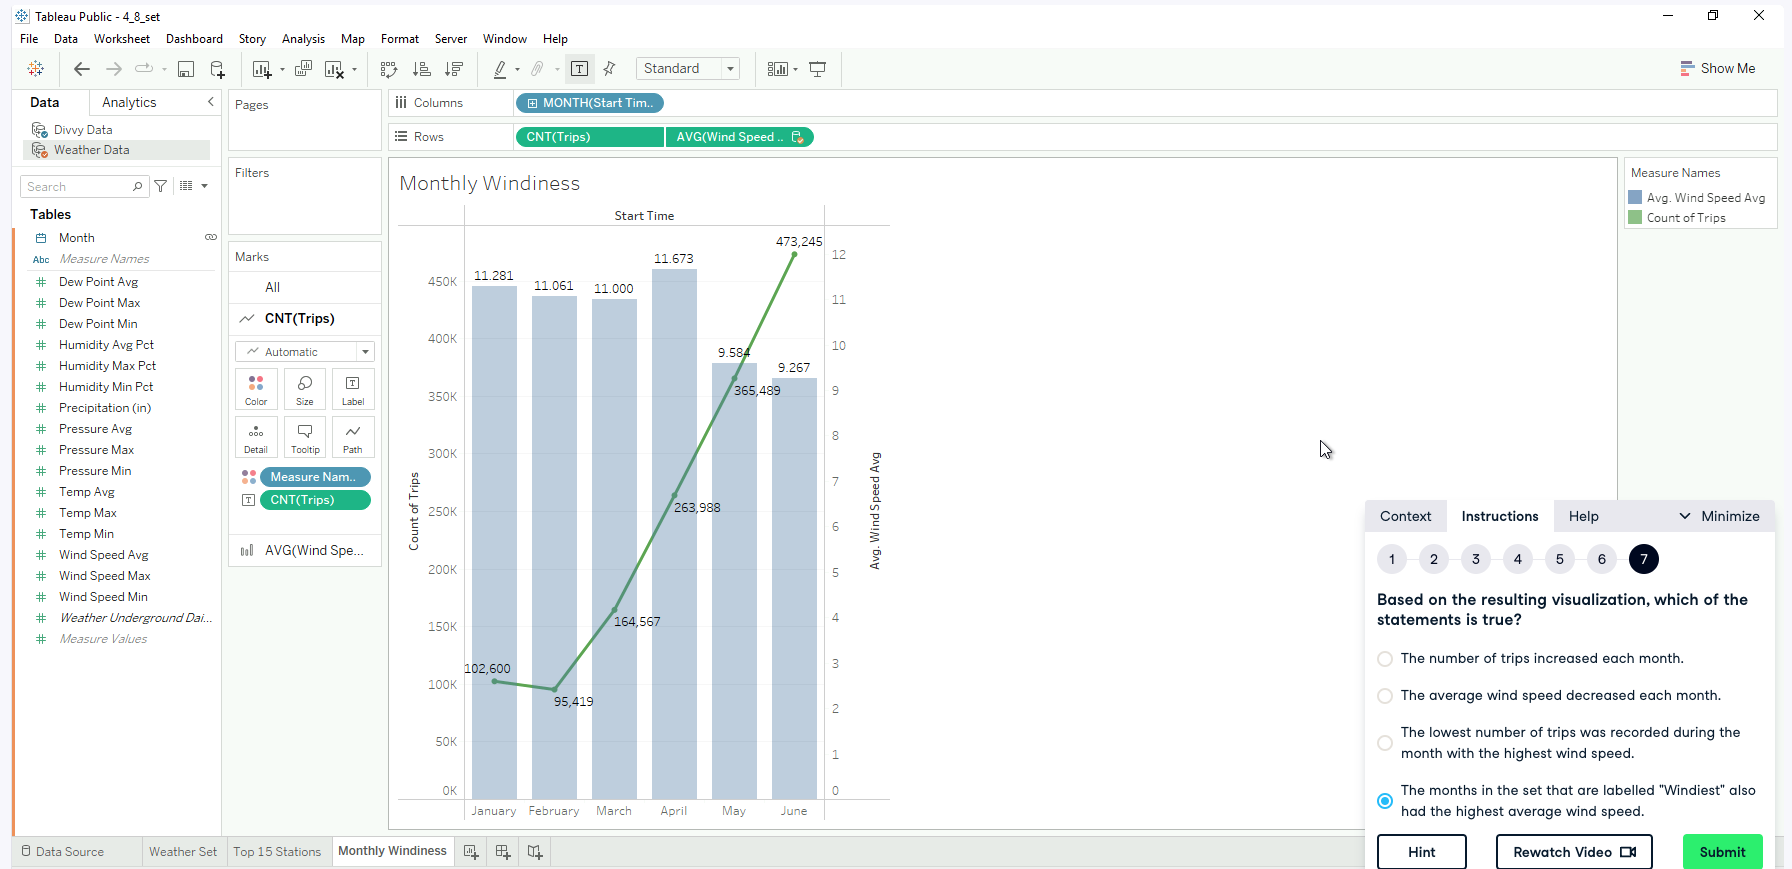 Tableau Public - 4_8_set
File Data Worksheet Dashboard Story Analysis Map Format Server Window Help
Standard
Show Me
Data Analytics
Divvy Data
Weather Data
Search
Tables
Month
Abc Measure Names
Dew Point Avg
Dew Point Max
Dew Point Min
Humidity Avg Pct
Humidity Max Pct
Humidity Min Pct
Precipitation (in)
Pressure Avg
Pressure Max
Pressure Min
Temp Avg
Temp Max
Temp Min
Wind Speed Avg
Wind Speed Max
Wind Speed Min
Weather Underground Dai...
Measure Values
Pages
Filters
Marks
All
CNT(Trips)
Automatic
Color Size Label
Detail Tooltip Path
Measure Nam..
CNT(Trips)
AVG(Wind Spe...
Columns MONTH(Start Tim..
Rows CNT(Trips) AVG(Wind Speed ..
Monthly Windiness
Start Time
Count of Trips
450K
400K
350K
300K
250K
200K
150K
100K
50K
0K
11.281
11.061
11.000
11.673
9.584
9.267
102,600
95,419
164,567
263,988
365,489
473,245
12
11
10
9
8
7
6
5
4
3
2
1
0
Avg. Wind Speed Avg
January February March April May June
Measure Names
Avg. Wind Speed Avg
Count of Trips
Context Instructions Help Minimize
1 2 3 4 5 6 7
Based on the resulting visualization, which of the
statements is true?
The number of trips increased each month.
The average wind speed decreased each month.
The lowest number of trips was recorded during the
month with the highest wind speed.
The months in the set that are labelled "Windiest" also
had the highest average wind speed.
Hint Rewatch Video Submit
Data Source Weather Set Top 15 Stations Monthly Windiness